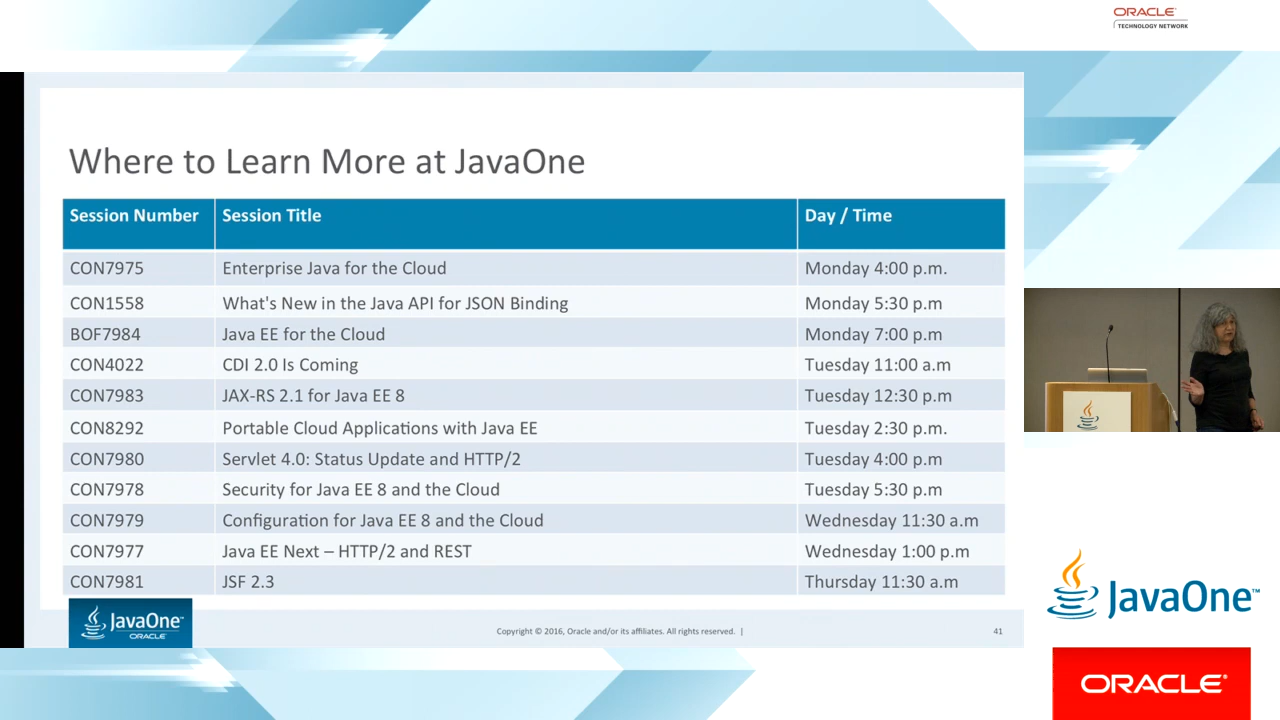 ORACLE
TECHNOLOGY NETWORK
Where to Learn More at JavaOne
Session Number Session Title Day / Time
CON7975 Enterprise Java for the Cloud Monday 4:00 p.m.
CON1558 What's New in the Java API for JSON Binding Monday 5:30 p.m
BOF7984 Java EE for the Cloud Monday 7:00 p.m
CON4022 CDI 2.0 Is Coming Tuesday 11:00 a.m
CON7983 JAX-RS 2.1 for Java EE 8 Tuesday 12:30 p.m
CON8292 Portable Cloud Applications with Java EE Tuesday 2:30 p.m.
CON7980 Servlet 4.0: Status Update and HTTP/2 Tuesday 4:00 p.m
CON7978 Security for Java EE 8 and the Cloud Tuesday 5:30 p.m
CON7979 Configuration for Java EE 8 and the Cloud Wednesday 11:30 a.m
CON7977 Java EE Next – HTTP/2 and REST Wednesday 1:00 p.m
CON7981 JSF 2.3 Thursday 11:30 a.m
JavaOne™
ORACLE
Copyright © 2016, Oracle and/or its affiliates. All rights reserved. |
41
JavaOne™
ORACLE®